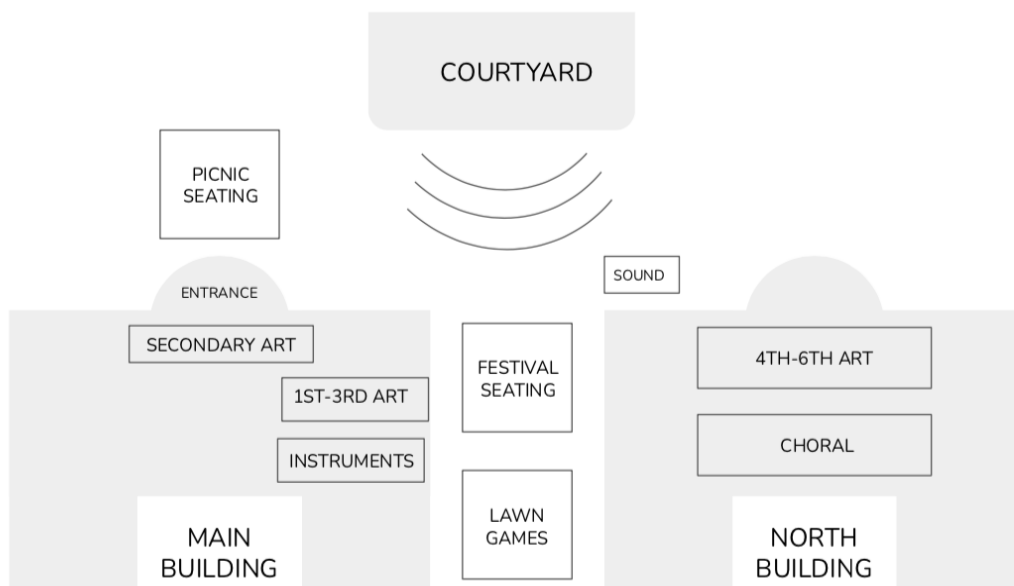 COURTYARD
PICNIC
SEATING
ENTRANCE
SOUND
SECONDARY ART
1ST-3RD ART
INSTRUMENTS
FESTIVAL
SEATING
LAWN
GAMES
4TH-6TH ART
CHORAL
MAIN
BUILDING
NORTH
BUILDING